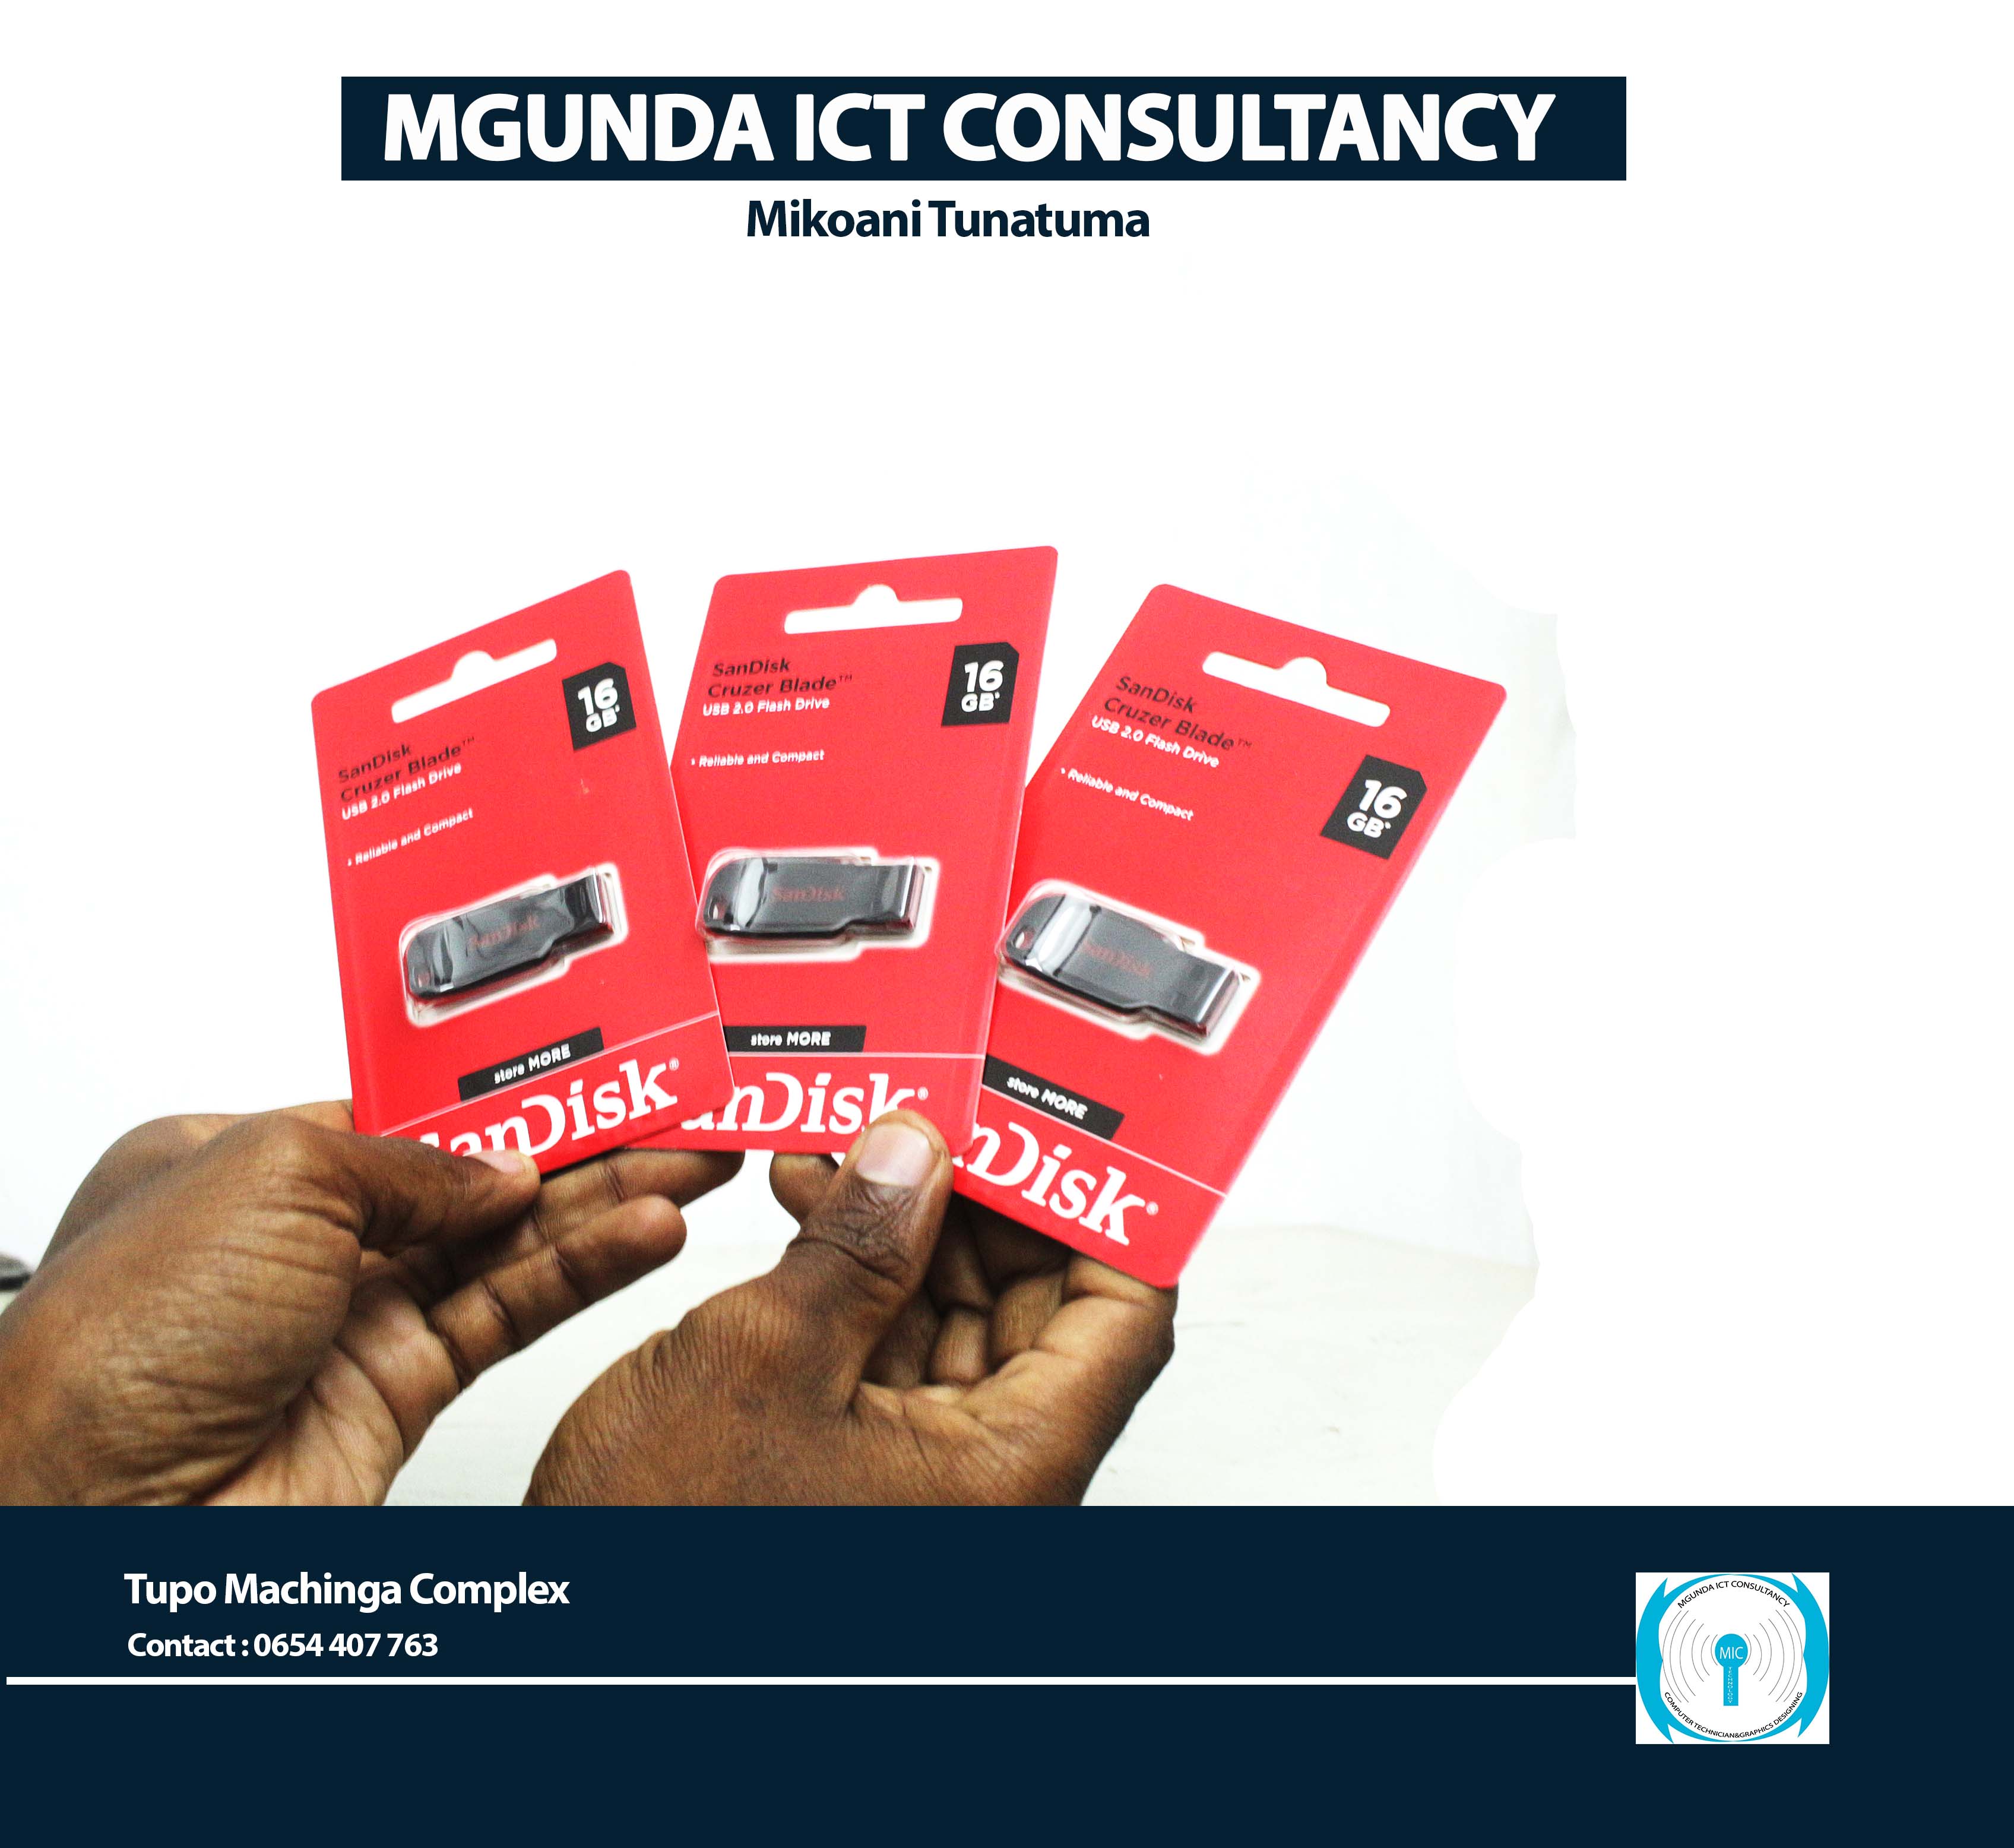 MGUNDA ICT CONSULTANCY
Mikoani Tunatuma
SanDisk
Cruzer Blade™
USB 2.0 Flash Drive
• Reliable and Compact
16
GB*
SanDisk
store MORE
SanDisk®
SanDisk
Cruzer Blade™
USB 2.0 Flash Drive
• Reliable and Compact
16
GB*
SanDisk
store MORE
anDisk®
SanDisk
Cruzer Blade™
USB 2.0 Flash Drive
• Reliable and Compact
16
GB*
SanDisk
store MORE
nDisk®
Tupo Machinga Complex
Contact : 0654 407 763
MGUNDA ICT CONSULTANCY
MIC
TECHNOLOGY
COMPUTER TECHNICIAN&GRAPHICS DESIGNING